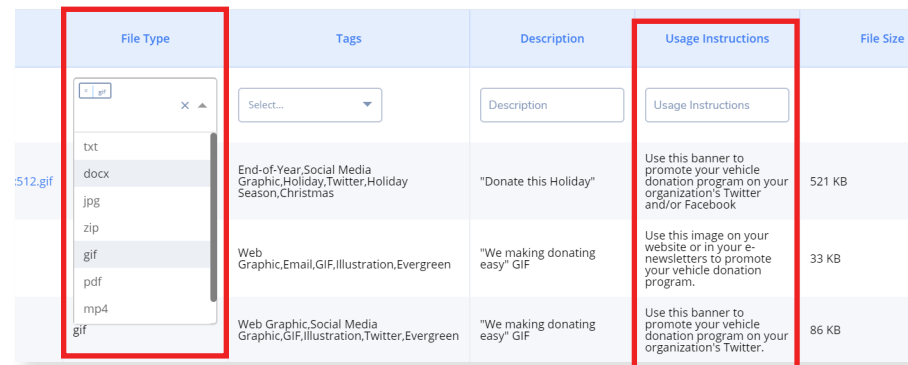 File Type
Tags
Description
Usage Instructions
File Size
× gif
×
Select...
Description
Usage Instructions
txt
docx
jpg
zip
gif
pdf
mp4
:512.gif
End-of-Year,Social Media
Graphic,Holiday,Twitter,Holiday
Season,Christmas
"Donate this Holiday"
Use this banner to
promote your vehicle
donation program on your
organization's Twitter
and/or Facebook
521 KB
Web
Graphic,Email,GIF,Illustration,Evergreen
"We making donating
easy" GIF
Use this image on your
website or in your e-
newsletters to promote
your vehicle donation
program.
33 KB
gif
Web Graphic,Social Media
Graphic,GIF,Illustration,Twitter,Evergreen
"We making donating
easy" GIF
Use this banner to
promote your vehicle
donation program on your
organization's Twitter.
86 KB